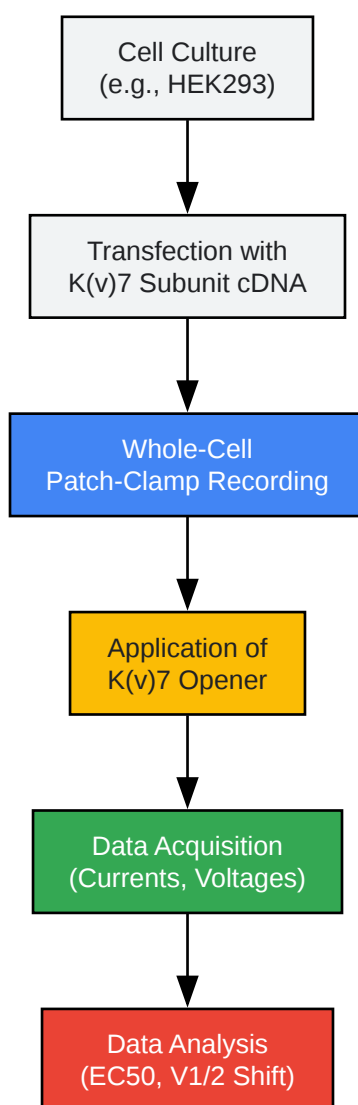 Cell Culture
(e.g., HEK293)
Transfection with
K(v)7 Subunit cDNA
Whole-Cell
Patch-Clamp Recording
Application of
K(v)7 Opener
Data Acquisition
(Currents, Voltages)
Data Analysis
(EC50, V1/2 Shift)